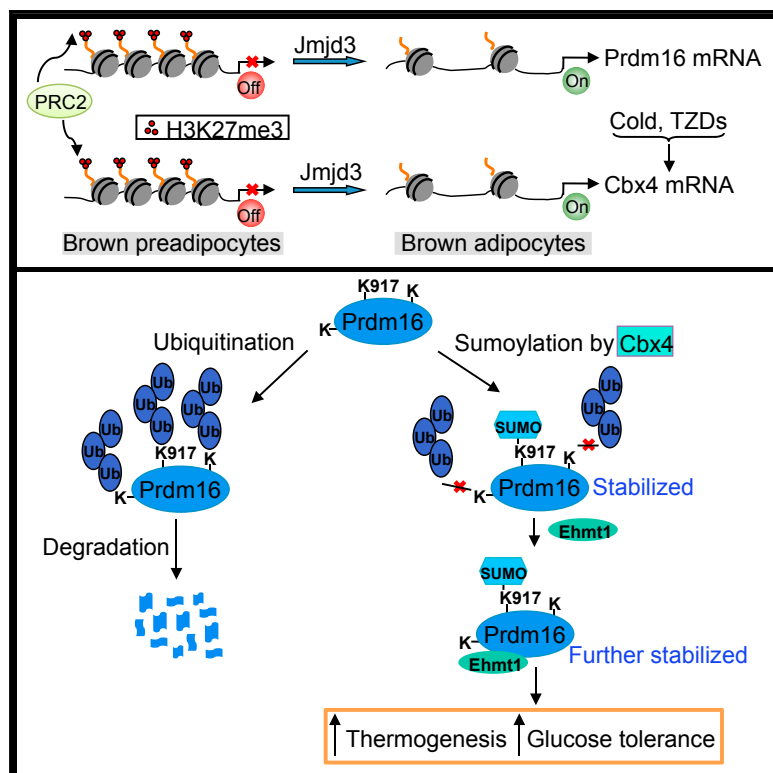 Jmjd3
Prdm16 mRNA
Off
On
PRC2
H3K27me3
Cold, TZDs
Jmjd3
Cbx4 mRNA
Off
On
Brown preadipocytes
Brown adipocytes
K917 K
K Prdm16
Ubiquitination
Sumoylation by Cbx4
Ub Ub Ub
Ub Ub Ub
Ub Ub Ub
K917 K
K Prdm16
Degradation
Ub Ub
Ub Ub
Ub Ub
SUMO
K917 K
K Prdm16 Stabilized
Ehmt1
SUMO
K917 K
K Prdm16
Ehmt1 Further stabilized
Thermogenesis Glucose tolerance